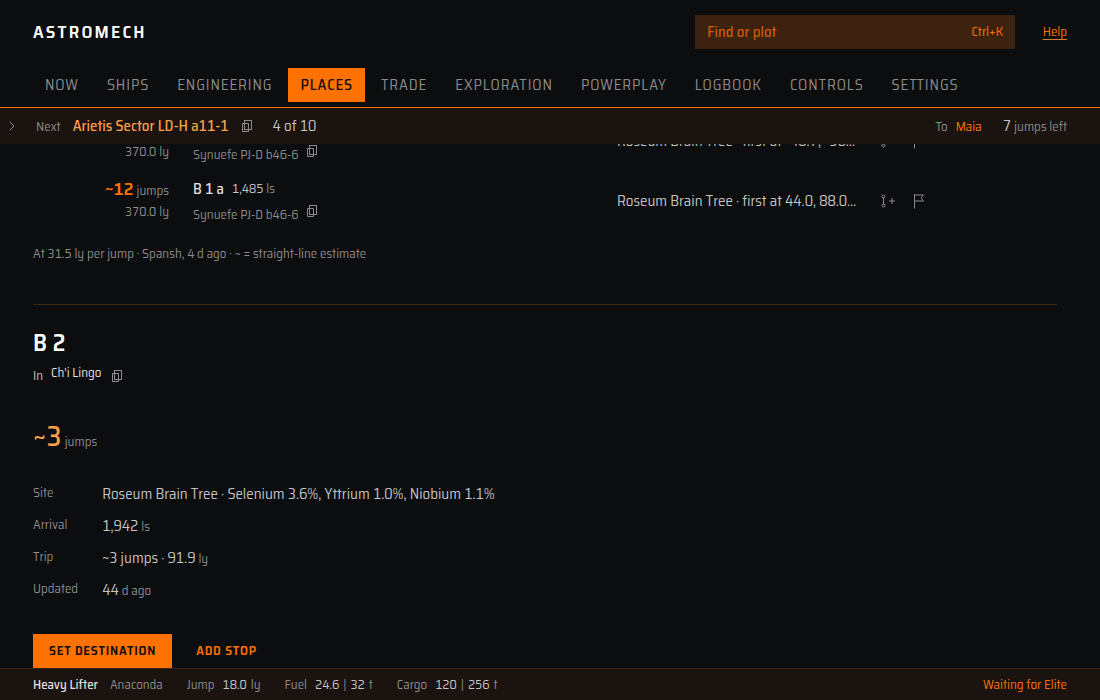 ASTROMECH
Find or plot Ctrl+K
Help
NOW SHIPS ENGINEERING PLACES TRADE EXPLORATION POWERPLAY LOGBOOK CONTROLS SETTINGS
Next Arietis Sector LD-H a11-1 4 of 10 To Maia 7 jumps left
370.0 ly Synuefe PJ-D b46-6
~12 jumps B 1 a 1,485 ls
370.0 ly Synuefe PJ-D b46-6
Roseum Brain Tree · first at 44.0, 88.0...
At 31.5 ly per jump · Spansh, 4 d ago · ~ = straight-line estimate
B 2
In Ch'i Lingo
~3 jumps
Site Roseum Brain Tree · Selenium 3.6%, Yttrium 1.0%, Niobium 1.1%
Arrival 1,942 ls
Trip ~3 jumps · 91.9 ly
Updated 44 d ago
SET DESTINATION ADD STOP
Heavy Lifter Anaconda Jump 18.0 ly Fuel 24.6 | 32 t Cargo 120 | 256 t Waiting for Elite